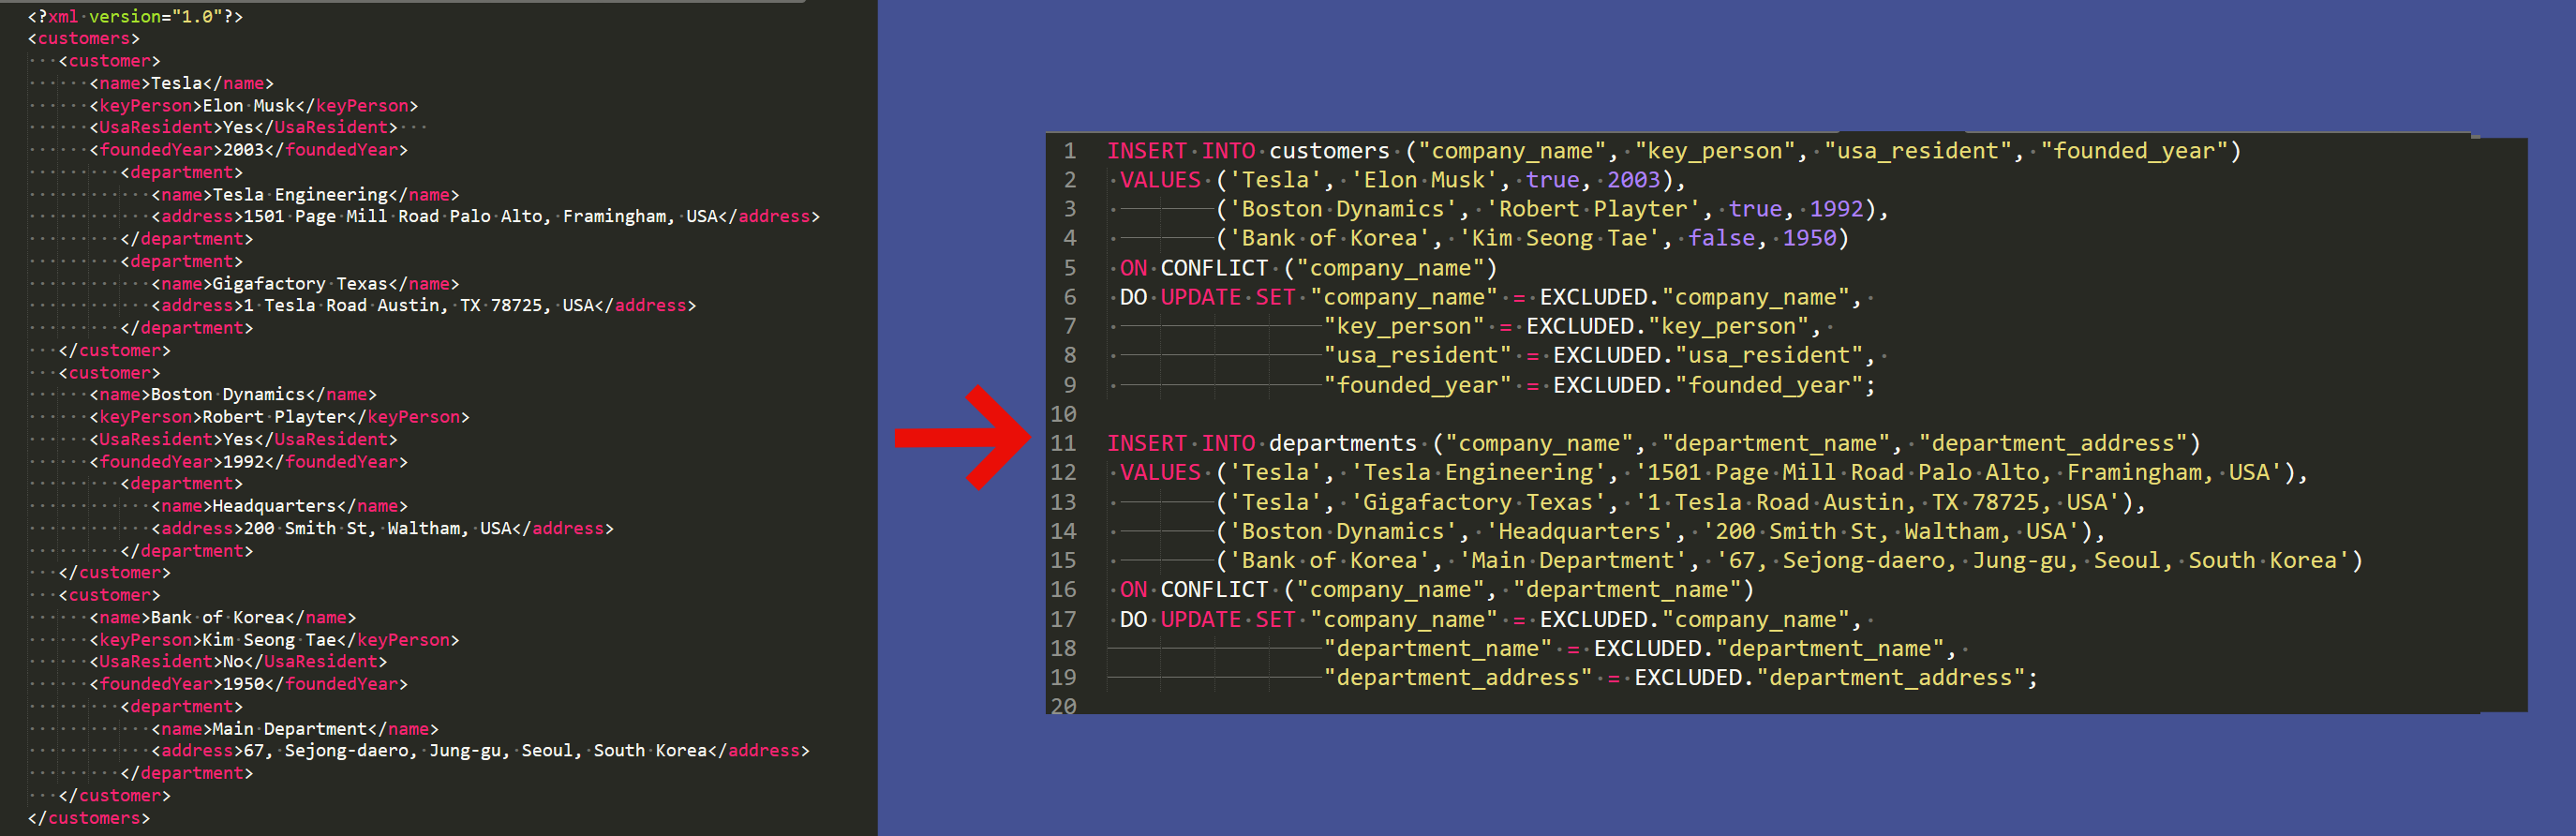 <?xml version="1.0"?>
<customers>
<customer>
<name>Tesla</name>
<keyPerson>Elon Musk</keyPerson>
<UsaResident>Yes</UsaResident>
<foundedYear>2003</foundedYear>
<department>
<name>Tesla Engineering</name>
<address>1501 Page Mill Road Palo Alto, Framingham, USA</address>
</department>
<department>
<name>Gigafactory Texas</name>
<address>1 Tesla Road Austin, TX 78725, USA</address>
</department>
</customer>
<customer>
<name>Boston Dynamics</name>
<keyPerson>Robert Playter</keyPerson>
<UsaResident>Yes</UsaResident>
<foundedYear>1992</foundedYear>
<department>
<name>Headquarters</name>
<address>200 Smith St, Waltham, USA</address>
</department>
</customer>
<customer>
<name>Bank of Korea</name>
<keyPerson>Kim Seong Tae</keyPerson>
<UsaResident>No</UsaResident>
<foundedYear>1950</foundedYear>
<department>
<name>Main Department</name>
<address>67, Sejong-daero, Jung-gu, Seoul, South Korea</address>
</department>
</customer>
</customers>
1 INSERT INTO customers ("company_name", "key_person", "usa_resident", "founded_year")
2 VALUES ('Tesla', 'Elon Musk', true, 2003),
3 ('Boston Dynamics', 'Robert Playter', true, 1992),
4 ('Bank of Korea', 'Kim Seong Tae', false, 1950)
5 ON CONFLICT ("company_name")
6 DO UPDATE SET "company_name" = EXCLUDED."company_name",
7 "key_person" = EXCLUDED."key_person",
8 "usa_resident" = EXCLUDED."usa_resident",
9 "founded_year" = EXCLUDED."founded_year";
10
11 INSERT INTO departments ("company_name", "department_name", "department_address")
12 VALUES ('Tesla', 'Tesla Engineering', '1501 Page Mill Road Palo Alto, Framingham, USA'),
13 ('Tesla', 'Gigafactory Texas', '1 Tesla Road Austin, TX 78725, USA'),
14 ('Boston Dynamics', 'Headquarters', '200 Smith St, Waltham, USA'),
15 ('Bank of Korea', 'Main Department', '67, Sejong-daero, Jung-gu, Seoul, South Korea')
16 ON CONFLICT ("company_name", "department_name")
17 DO UPDATE SET "company_name" = EXCLUDED."company_name",
18 "department_name" = EXCLUDED."department_name",
19 "department_address" = EXCLUDED."department_address";
20